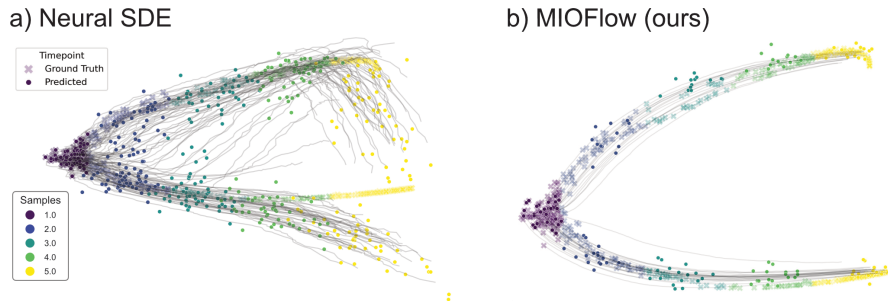 a) Neural SDE
b) MIOFlow (ours)
Timepoint
Ground Truth
Predicted
Samples
1.0
2.0
3.0
4.0
5.0